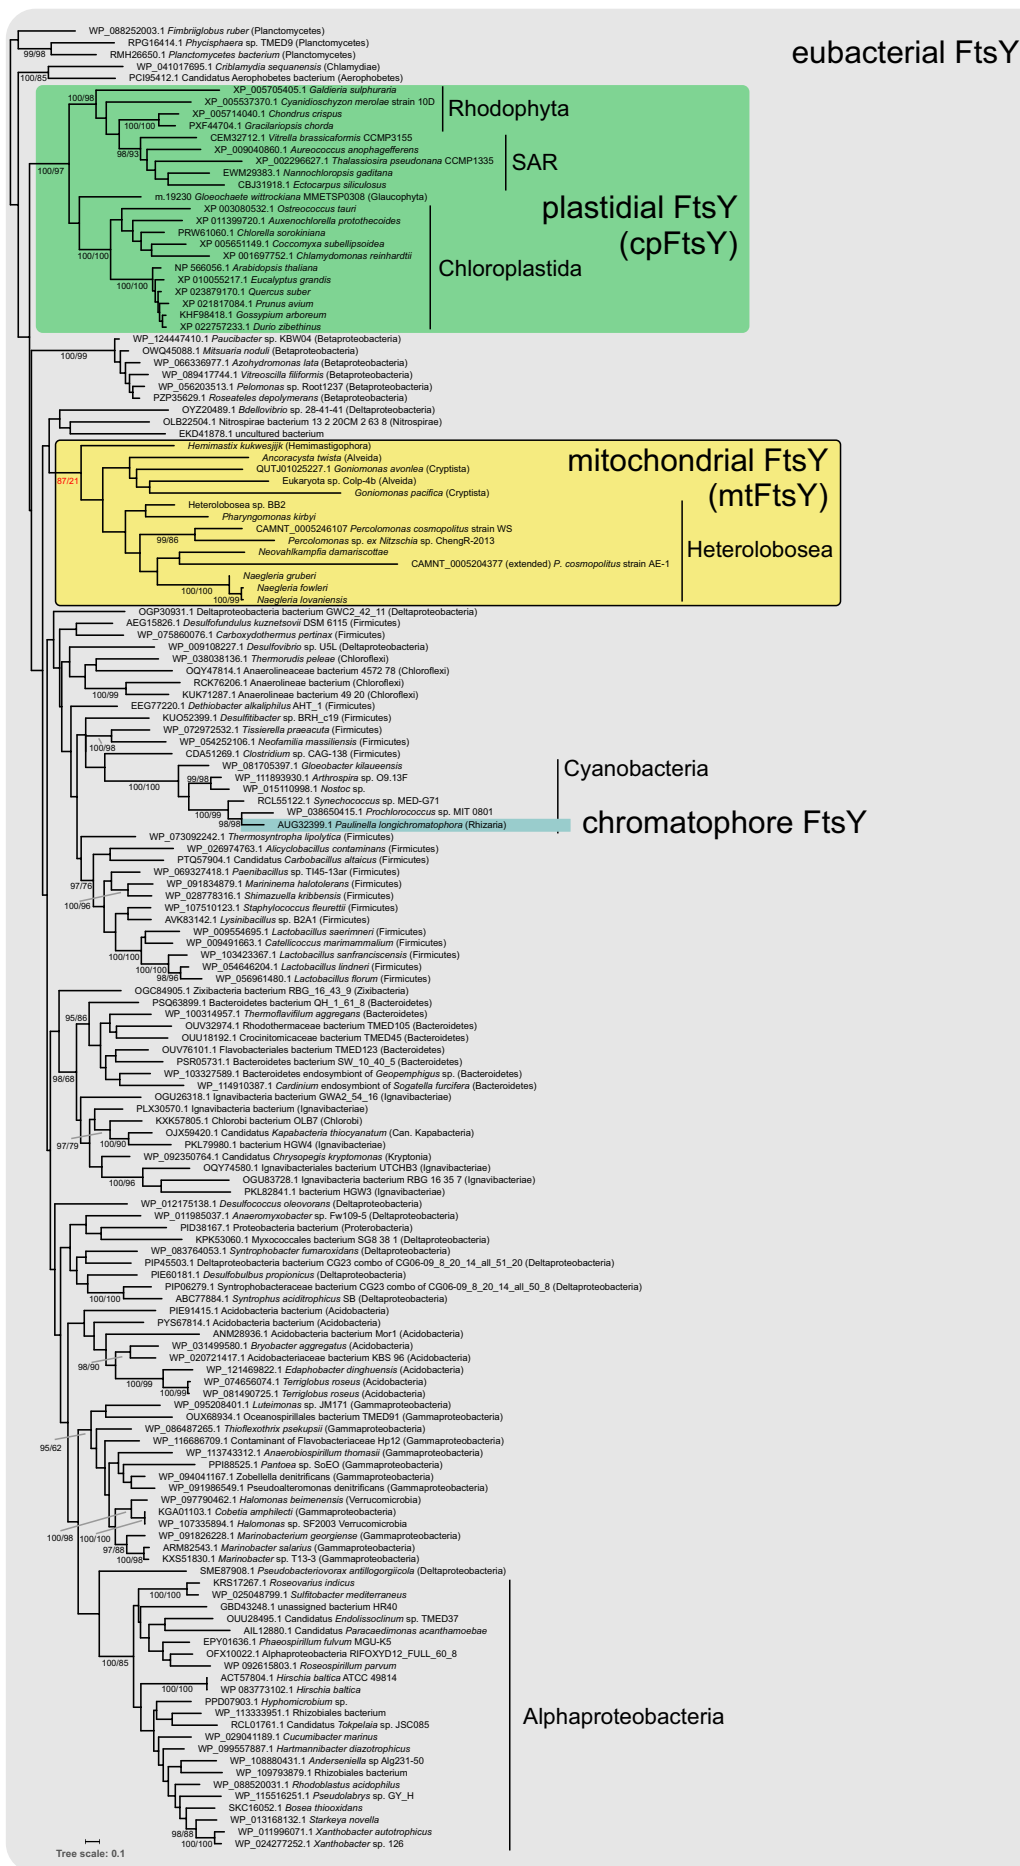 WP_088252003.1 Fimbriiglobus ruber (Planctomycetes)
eubacterial FtsY
RPG16414.1 Phycisphaera sp. TMED9 (Planctomycetes)
99/98
RMH26650.1 Planctomyces bacterium (Planctomycetes)
WP_041017695.1 Criblamydia sequanensis (Chlamydiae)
100/85
PCI95412.1 Candidatus Aerophobetes bacterium (Aerophobetes)
XP_005705405.1 Galdieria sulphuraria
100/98
XP_005537370.1 Cyanidioschyzon merolae strain 10D
Rhodophyta
XP_005714040.1 Chondrus crispus
100/100
PXF44704.1 Gracilariopsis chorda
CEM32712.1 Vitrella brassicaformis CCMP3155
98/93
XP_009040860.1 Aureococcus anophagefferens
100/97
XP_002296627.1 Thalassiosira pseudonana CCMP1335
SAR
EWM29383.1 Nannochloropsis gaditana
CBJ31918.1 Ectocarpus siliculosus
m.19230 Gloeochaete wittrockiana MMETSP0308 (Glaucophyta)
plastidial FtsY
(cpFtsY)
XP 003080532.1 Ostreococcus tauri
XP 011399720.1 Auxenochlorella protothecoides
PRW61060.1 Chlorella sorokiniana
XP 005651149.1 Coccomyxa subellipsoidea
100/100
XP 001697752.1 Chlamydomonas reinhardtii
Chloroplastida
NP 566056.1 Arabidopsis thaliana
100/100
XP 010055217.1 Eucalyptus grandis
XP 023879170.1 Quercus suber
XP 021817084.1 Prunus avium
KHF98418.1 Gossypium arboreum
XP 022757233.1 Durio zibethinus
WP_124447410.1 Paucibacter sp. KBW04 (Betaproteobacteria)
OWQ45088.1 Mitsuaria noduli (Betaproteobacteria)
100/99
WP_066336977.1 Azohydromonas lata (Betaproteobacteria)
WP_089417744.1 Vitreoscilla filiformis (Betaproteobacteria)
WP_056203513.1 Pelomonas sp. Root1237 (Betaproteobacteria)
PZP35629.1 Roseateles depolymerans (Betaproteobacteria)
OYZ20489.1 Bdellovibrio sp. 28-41-41 (Deltaproteobacteria)
OLB22504.1 Nitrospirae bacterium 13 2 20CM 2 63 8 (Nitrospirae)
EKD41878.1 uncultured bacterium
Hemimastix kukwesjijk (Hemimastigophora)
Ancoracysta twista (Alveida)
mitochondrial FtsY
(mtFtsY)
QUTJ01025227.1 Goniomonas avonlea (Cryptista)
87/21
Eukaryota sp. Colp-4b (Alveida)
Goniomonas pacifica (Cryptista)
Heterolobosea sp. BB2
Pharyngomonas kirbyi
CAMNT_0005246107 Percolomonas cosmopolitus strain WS
99/86
Percolomonas sp. ex Nitzschia sp. ChengR-2013
Neovahlkampfia damariscottae
Heterolobosea
CAMNT_0005204377 (extended) P. cosmopolitus strain AE-1
Naegleria gruberi
100/100
Naegleria fowleri
100/99
Naegleria lovaniensis
OGP30931.1 Deltaproteobacteria bacterium GWC2_42_11 (Deltaproteobacteria)
AEG15826.1 Desulfofundulus kuznetsovii DSM 6115 (Firmicutes)
WP_075860076.1 Carboxydothermus pertinax (Firmicutes)
WP_009108227.1 Desulfovibrio sp. U5L (Deltaproteobacteria)
WP_038038136.1 Thermorudis peleae (Chloroflexi)
OQY47814.1 Anaerolineaceae bacterium 4572 78 (Chloroflexi)
RCK76206.1 Anaerolineae bacterium (Chloroflexi)
100/99
KUK71287.1 Anaerolineae bacterium 49 20 (Chloroflexi)
EEG77220.1 Dethiobacter alkaliphilus AHT_1 (Firmicutes)
KUO52399.1 Desulfitibacter sp. BRH_c19 (Firmicutes)
WP_072972532.1 Tissierella praeacuta (Firmicutes)
WP_054252106.1 Neofamilia massiliensis (Firmicutes)
100/98
CDA51269.1 Clostridium sp. CAG-138 (Firmicutes)
WP_081705397.1 Gloeobacter kilaueensis
Cyanobacteria
100/100
99/98
WP_111893930.1 Arthrospira sp. O9.13F
WP_015110998.1 Nostoc sp.
RCL55122.1 Synechococcus sp. MED-G71
100/99
WP_038650415.1 Prochlorococcus sp. MIT 0801
98/98
AUG32399.1 Paulinella longichromatophora (Rhizaria)
chromatophore FtsY
WP_073092242.1 Thermosyntropha lipolytica (Firmicutes)
WP_026974763.1 Alicyclobacillus contaminans (Firmicutes)
PTQ57904.1 Candidatus Carbobacillus altaicus (Firmicutes)
97/76
WP_069327418.1 Paenibacillus sp. TI45-13ar (Firmicutes)
WP_091834879.1 Marininema halotolerans (Firmicutes)
WP_028778316.1 Shimazuella kribbensis (Firmicutes)
100/96
WP_107510123.1 Staphylococcus fleurettii (Firmicutes)
AVK83142.1 Lysinibacillus sp. B2A1 (Firmicutes)
WP_009554695.1 Lactobacillus saerimneri (Firmicutes)
WP_009491663.1 Catellicoccus marimammalium (Firmicutes)
100/100
WP_103423367.1 Lactobacillus sanfranciscensis (Firmicutes)
100/100
WP_054646204.1 Lactobacillus lindneri (Firmicutes)
98/96
WP_056961480.1 Lactobacillus florum (Firmicutes)
OGC84905.1 Zixibacteria bacterium RBG_16_43_9 (Zixibacteria)
PSQ63899.1 Bacteroidetes bacterium QH_1_61_8 (Bacteroidetes)
95/86
WP_100314957.1 Thermoflavifilum aggregans (Bacteroidetes)
OUV32974.1 Rhodothermaceae bacterium TMED105 (Bacteroidetes)
OUU18192.1 Crocinitomicaceae bacterium TMED45 (Bacteroidetes)
OUV76101.1 Flavobacteriales bacterium TMED123 (Bacteroidetes)
PSR05731.1 Bacteroidetes bacterium SW_10_40_5 (Bacteroidetes)
98/68
WP_103327589.1 Bacteroidetes endosymbiont of Geopemphigus sp. (Bacteroidetes)
WP_114910387.1 Cardinium endosymbiont of Sogatella furcifera (Bacteroidetes)
OGU26318.1 Ignavibacteria bacterium GWA2_54_16 (Ignavibacteriae)
PLX30570.1 Ignavibacteria bacterium (Ignavibacteriae)
KXK57805.1 Chlorobi bacterium OLB7 (Chlorobi)
OJX59420.1 Candidatus Kapabacteria thiocyanatum (Can. Kapabacteria)
97/79
100/90
PKL79980.1 bacterium HGW4 (Ignavibacteriae)
WP_092350764.1 Candidatus Chrysopegis kryptomonas (Kryptonia)
OQY74580.1 Ignavibacteriales bacterium UTCHB3 (Ignavibacteriae)
100/96
OGU83728.1 Ignavibacteria bacterium RBG 16 35 7 (Ignavibacteriae)
PKL82841.1 bacterium HGW3 (Ignavibacteriae)
WP_012175138.1 Desulfococcus oleovorans (Deltaproteobacteria)
WP_011985037.1 Anaeromyxobacter sp. Fw109-5 (Deltaproteobacteria)
PID38167.1 Proteobacteria bacterium (Proterobacteria)
KPK53060.1 Myxococcales bacterium SG8 38 1 (Deltaproteobacteria)
WP_083764053.1 Syntrophobacter fumaroxidans (Deltaproteobacteria)
PIP45503.1 Deltaproteobacteria bacterium CG23 combo of CG06-09_8_20_14_all_51_20 (Deltaproteobacteria)
PIE60181.1 Desulfobulbus propionicus (Deltaproteobacteria)
PIP06279.1 Syntrophobacteraceae bacterium CG23 combo of CG06-09_8_20_14_all_50_8 (Deltaproteobacteria)
100/100
ABC77884.1 Syntrophus aciditrophicus SB (Deltaproteobacteria)
PIE91415.1 Acidobacteria bacterium (Acidobacteria)
PYS67814.1 Acidobacteria bacterium (Acidobacteria)
ANM28936.1 Acidobacteria bacterium Mor1 (Acidobacteria)
WP_031499580.1 Bryobacter aggregatus (Acidobacteria)
98/90
WP_020721417.1 Acidobacteriaceae bacterium KBS 96 (Acidobacteria)
WP_121469822.1 Edaphobacter dinghuensis (Acidobacteria)
100/99
WP_074656074.1 Terriglobus roseus (Acidobacteria)
100/99
WP_081490725.1 Terriglobus roseus (Acidobacteria)
WP_095208401.1 Luteimonas sp. JM171 (Gammaproteobacteria)
OUX68934.1 Oceanospirillales bacterium TMED91 (Gammaproteobacteria)
WP_086487265.1 Thioflexothrix psekupsii (Gammaproteobacteria)
95/62
WP_116686709.1 Contaminant of Flavobacteriaceae Hp12 (Gammaproteobacteria)
WP_113743312.1 Anaerobiospirillum thomasii (Gammaproteobacteria)
PPI88525.1 Pantoea sp. SoEO (Gammaproteobacteria)
WP_094041167.1 Zobellella denitrificans (Gammaproteobacteria)
WP_091986549.1 Pseudoalteromonas denitrificans (Gammaproteobacteria)
WP_097790462.1 Halomonas beimenensis (Verrucomicrobia)
KGA01103.1 Cobetia amphilecti (Gammaproteobacteria)
WP_107335894.1 Halomonas sp. SF2003 Verrucomicrobia
100/98
100/100
WP_091826228.1 Marinobacterium georgiense (Gammaproteobacteria)
97/88
ARM82543.1 Marinobacter salarius (Gammaproteobacteria)
100/98
KXS51830.1 Marinobacter sp. T13-3 (Gammaproteobacteria)
SME87908.1 Pseudobacteriovorax antillogorgiicola (Deltaproteobacteria)
KRS17267.1 Roseovarius indicus
100/100
WP_025048799.1 Sulfitobacter mediterraneus
GBD43248.1 unassigned bacterium HR40
OUU28495.1 Candidatus Endolissoclinum sp. TMED37
AIL12880.1 Candidatus Paracaedimonas acanthamoebae
EPY01636.1 Phaeospirillum fulvum MGU-K5
100/85
OFX10022.1 Alphaproteobacteria RIFOXYD12_FULL_60_8
WP 092615803.1 Roseospirillum parvum
ACT57804.1 Hirschia baltica ATCC 49814
100/100
WP 083773102.1 Hirschia baltica
PPD07903.1 Hyphomicrobium sp.
WP_113333951.1 Rhizobiales bacterium
Alphaproteobacteria
RCL01761.1 Candidatus Tokpelaia sp. JSC085
WP_029041189.1 Cucumibacter marinus
WP_099557887.1 Hartmannibacter diazotrophicus
WP_108880431.1 Anderseniella sp Alg231-50
WP_109793879.1 Rhizobiales bacterium
WP_088520031.1 Rhodoblastus acidophilus
WP_115516251.1 Pseudolabrys sp. GY_H
SKC16052.1 Bosea thiooxidans
WP_013168132.1 Starkeya novella
98/88
WP_011996071.1 Xanthobacter autotrophicus
100/100
WP_024277252.1 Xanthobacter sp. 126
Tree scale: 0.1